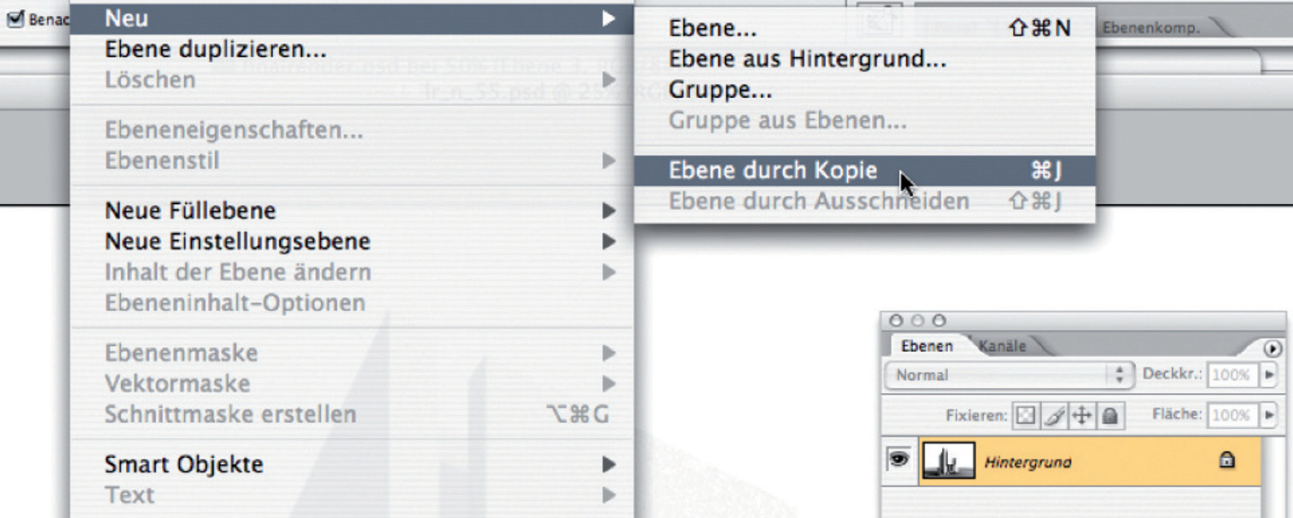 Benac
Neu
Ebene duplizieren...
Löschen
Ebeneneigenschaften...
Ebenenstil
Neue Füllebene
Neue Einstellungsebene
Inhalt der Ebene ändern
Ebeneninhalt-Optionen
Ebenenmaske
Vektormaske
Schnittmaske erstellen ⌥⌘G
Smart Objekte
Text
Ebene... ⇧⌘N
Ebene aus Hintergrund...
Gruppe...
Gruppe aus Ebenen...
Ebene durch Kopie ⌘J
Ebene durch Ausschneiden ⇧⌘J
Ebenenkomp.
Ebenen Kanäle
Normal Deckkr.: 100%
Fixieren: Fläche: 100%
Hintergrund